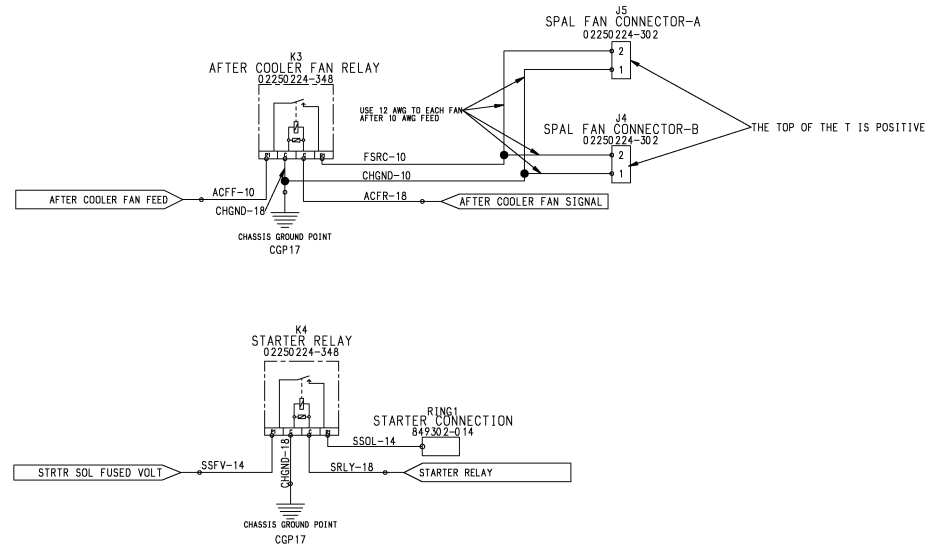 J5
SPAL FAN CONNECTOR-A
02250224-302
2
1
K3
AFTER COOLER FAN RELAY
02250224-348
USE 12 AWG TO EACH FAN
AFTER 10 AWG FEED
J4
SPAL FAN CONNECTOR-B
02250224-302
2
1
THE TOP OF THE T IS POSITIVE
FSRC-10
CHGND-10
AFTER COOLER FAN FEED
ACFF-10
CHGND-18
ACFR-18
AFTER COOLER FAN SIGNAL
CHASSIS GROUND POINT
CGP17
K4
STARTER RELAY
02250224-348
RING1
STARTER CONNECTION
849302-014
SSOL-14
STRTR SOL FUSED VOLT
SSFV-14
CHGND-18
SRLY-18
STARTER RELAY
CHASSIS GROUND POINT
CGP17